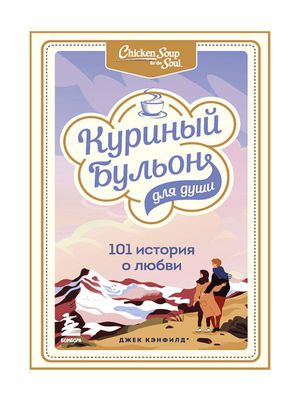 Chicken Soup
for the
Soul
Куриный
Бульон
для души
101 история
о любви
БОМБОРА
ДЖЕК КЭНФИЛД*